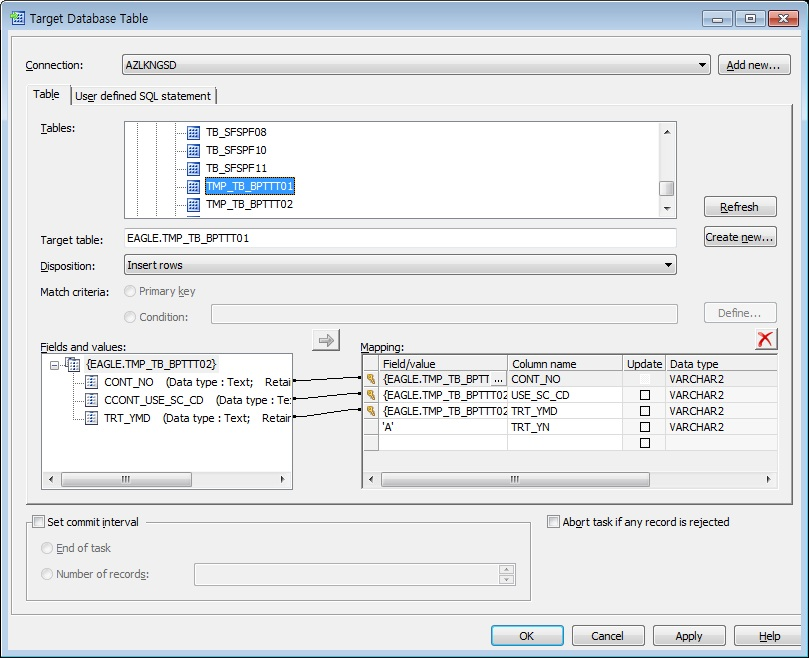 Target Database Table
Connection: AZLKNGSD Add new...
Table User defined SQL statement
Tables:
TB_SFSPF08
TB_SFSPF10
TB_SFSPF11
TMP_TB_BPTTT01
TMP_TB_BPTTT02
Refresh
Target table: EAGLE.TMP_TB_BPTTT01 Create new...
Disposition: Insert rows
Match criteria: Primary key
Condition: Define...
Fields and values: Mapping:
{EAGLE.TMP_TB_BPTTT02} Field/value Column name Update Data type
CONT_NO (Data type : Text; Retai {EAGLE.TMP_TB_BPTT ... CONT_NO VARCHAR2
CCONT_USE_SC_CD (Data type : Te {EAGLE.TMP_TB_BPTTT02 USE_SC_CD VARCHAR2
TRT_YMD (Data type : Text; Retain {EAGLE.TMP_TB_BPTTT02 TRT_YMD VARCHAR2
'A' TRT_YN VARCHAR2
Set commit interval Abort task if any record is rejected
End of task
Number of records:
OK Cancel Apply Help